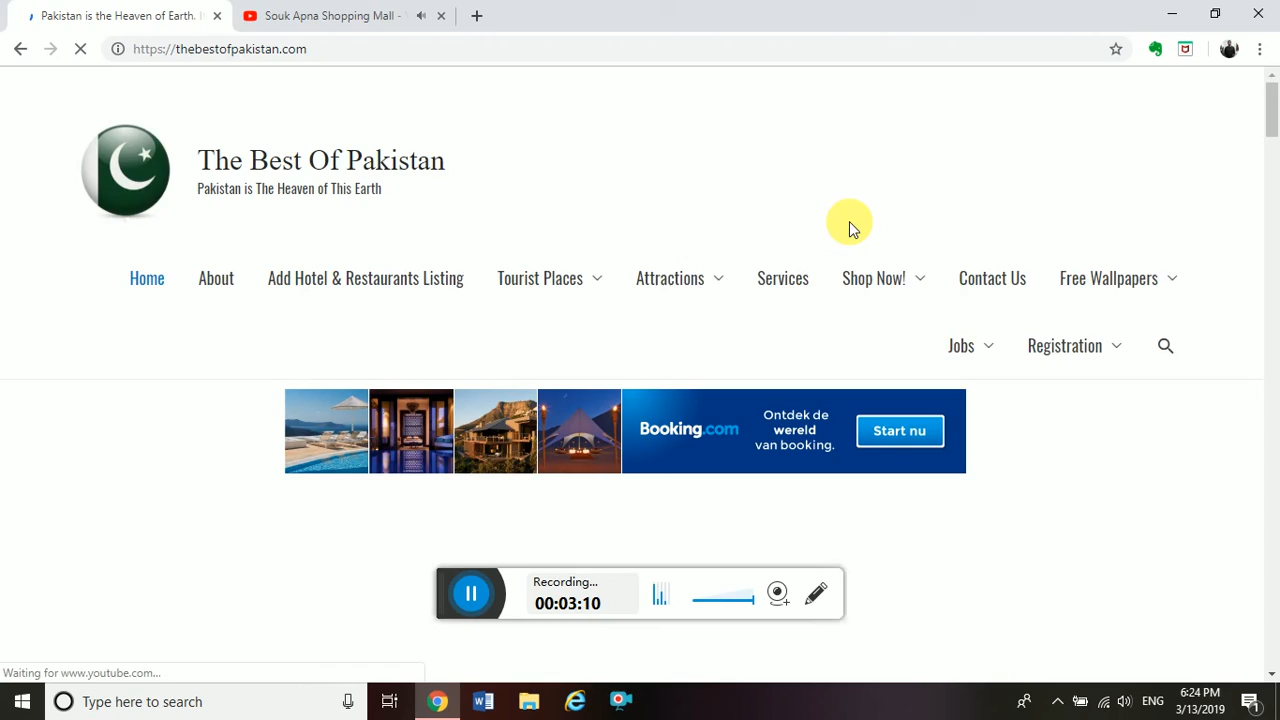 Pakistan is the Heaven of Earth.
Souk Apna Shopping Mall -
https://thebestofpakistan.com
The Best Of Pakistan
Pakistan is The Heaven of This Earth
Home About Add Hotel & Restaurants Listing Tourist Places Attractions Services Shop Now! Contact Us Free Wallpapers
Jobs Registration
Booking.com
Ontdek de
wereld
van booking.
Start nu
Recording...
00:03:10
Waiting for www.youtube.com...
Type here to search
ENG
6:24 PM
3/13/2019
1